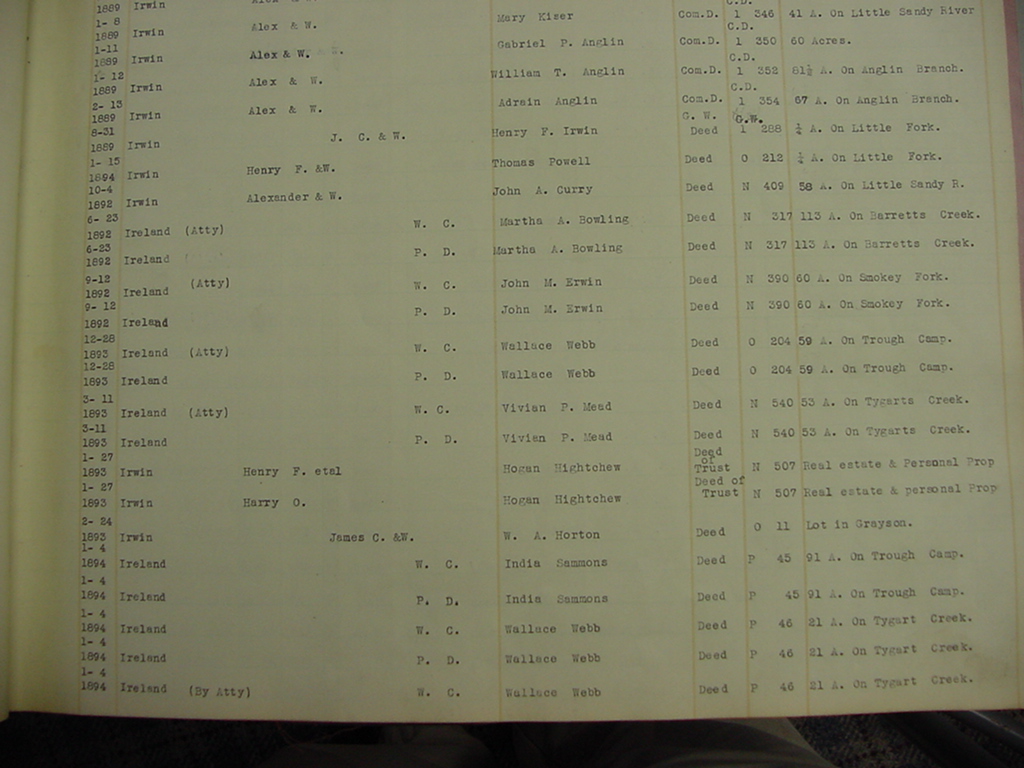 1889 Irwin Alex & W. C.D.
1- 8 Mary Kiser Com.D. 1 346 41 A. On Little Sandy River
1889 Irwin Alex & W. C.D.
1-11 Gabriel P. Anglin Com.D. 1 350 60 Acres.
1889 Irwin Alex & W. C.D.
1- 12 William T. Anglin Com.D. 1 352 81½ A. On Anglin Branch.
1889 Irwin Alex & W. C.D.
2- 13 Adrain Anglin Com.D. 1 354 67 A. On Anglin Branch.
1889 Irwin Alex & W. G. W. G.W.
8-31 Henry F. Irwin Deed 1 288 ¼ A. On Little Fork.
1889 Irwin J. C. & W.
1- 15 Thomas Powell Deed O 212 ¼ A. On Little Fork.
1894 Irwin Henry F. &W.
10-4 John A. Curry Deed N 409 58 A. On Little Sandy R.
1892 Irwin Alexander & W.
6- 23 W. C. Martha A. Bowling Deed N 317 113 A. On Barretts Creek.
1892 Ireland (Atty)
6-23 P. D. Martha A. Bowling Deed N 317 113 A. On Barretts Creek.
1892 Ireland
9-12 (Atty) W. C. John M. Erwin Deed N 390 60 A. On Smokey Fork.
1892 Ireland
9- 12 P. D. John M. Erwin Deed N 390 60 A. On Smokey Fork.
1892 Ireland
12-28 W. C. Wallace Webb Deed O 204 59 A. On Trough Camp.
1893 Ireland (Atty)
12-28 P. D. Wallace Webb Deed O 204 59 A. On Trough Camp.
1893 Ireland
3- 11 W. C. Vivian P. Mead Deed N 540 53 A. On Tygarts Creek.
1893 Ireland (Atty)
3-11 P. D. Vivian P. Mead Deed N 540 53 A. On Tygarts Creek.
1893 Ireland
1- 27 Deed of
1893 Irwin Henry F. etal Hogan Hightchew Trust N 507 Real estate & Personal Prop
1- 27 Deed of
1893 Irwin Harry O. Hogan Hightchew Trust N 507 Real estate & personal Prop
2- 24
1893 Irwin James C. &W. W. A. Horton Deed O 11 Lot in Grayson.
1- 4
1894 Ireland W. C. India Sammons Deed P 45 91 A. On Trough Camp.
1- 4
1894 Ireland P. D. India Sammons Deed P 45 91 A. On Trough Camp.
1- 4
1894 Ireland W. C. Wallace Webb Deed P 46 21 A. On Tygart Creek.
1- 4
1894 Ireland P. D. Wallace Webb Deed P 46 21 A. On Tygart Creek.
1- 4
1894 Ireland (By Atty) W. C. Wallace Webb Deed P 46 21 A. On Tygart Creek.